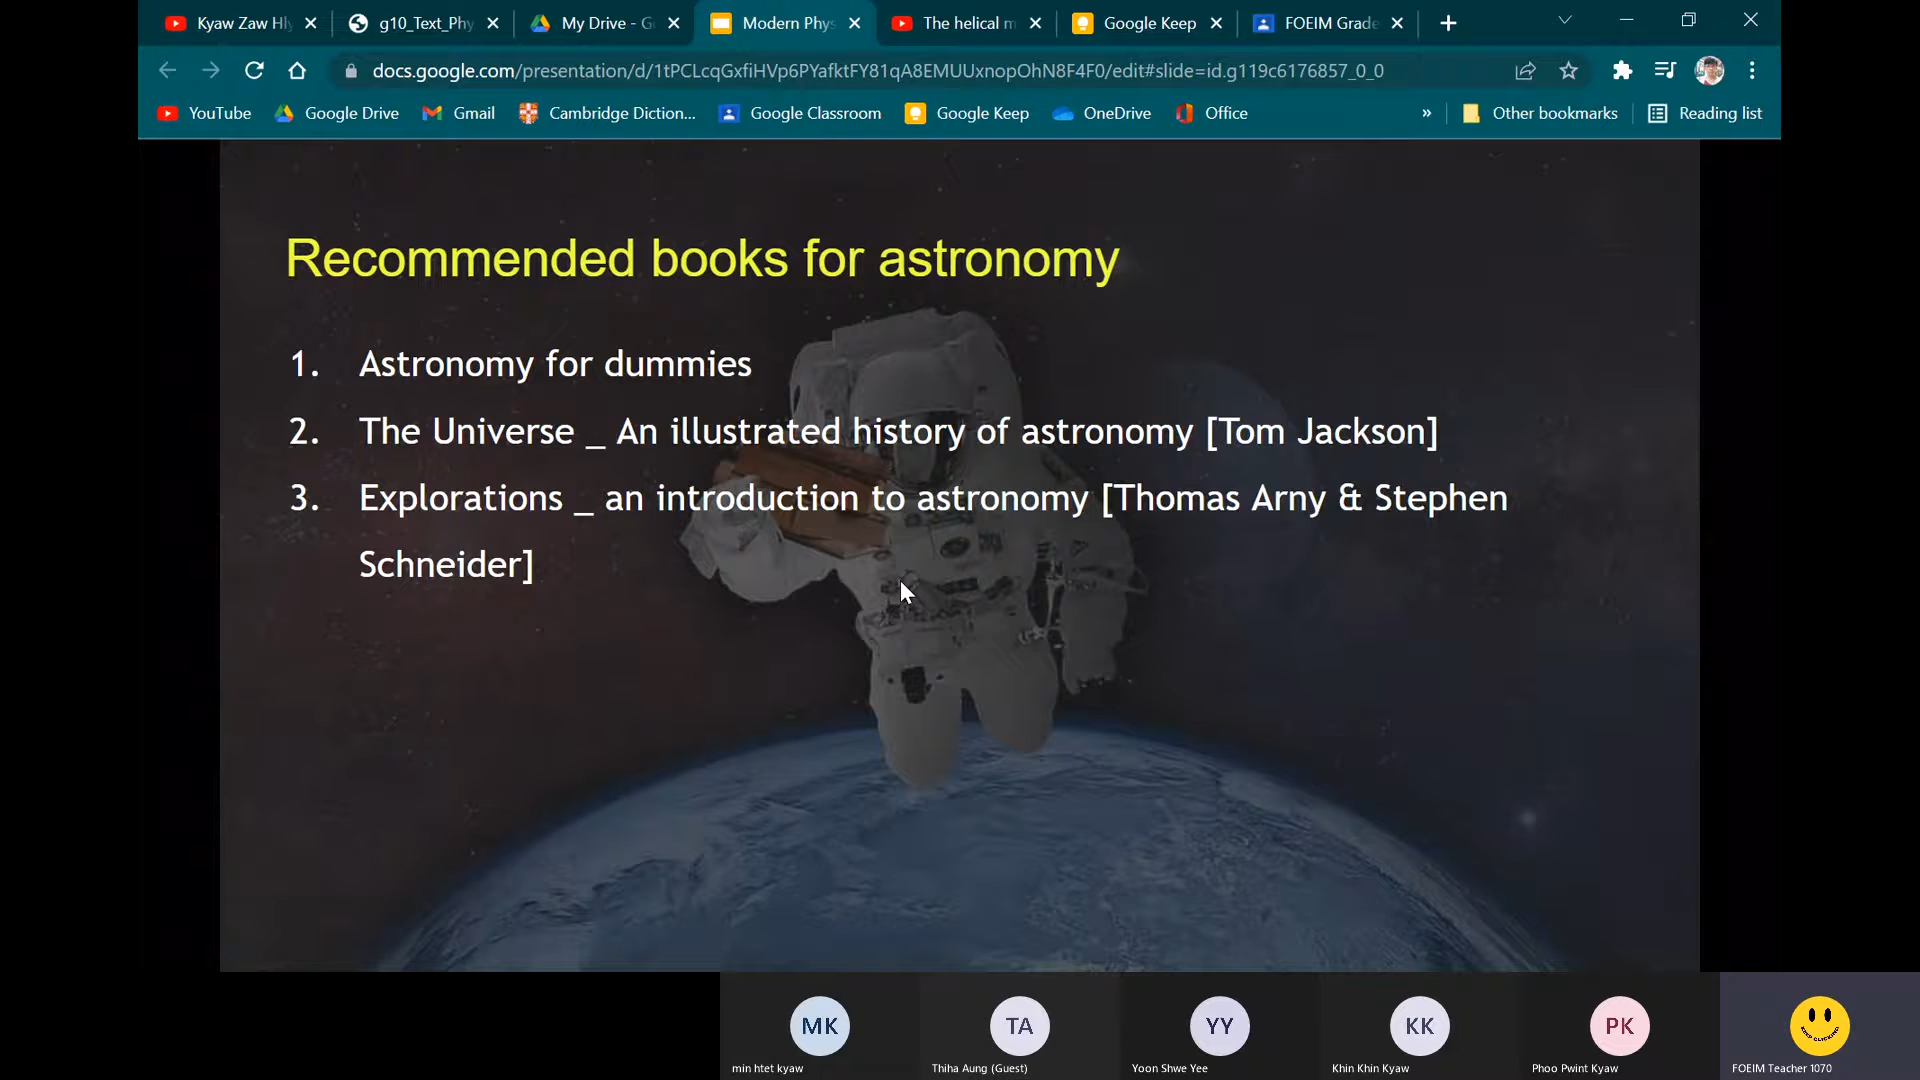 Kyaw Zaw Hl
g10_Text_Phy
My Drive - G
Modern Phys
The helical m
Google Keep
FOEIM Grade
docs.google.com/presentation/d/1tPCLcqGxfiHVp6PYafktFY81qA8EMUUxnopOhN8F4F0/edit#slide=id.g119c6176857_0_0
YouTube Google Drive Gmail Cambridge Diction... Google Classroom Google Keep OneDrive Office » Other bookmarks Reading list
Recommended books for astronomy
1. Astronomy for dummies
2. The Universe _ An illustrated history of astronomy [Tom Jackson]
3. Explorations _ an introduction to astronomy [Thomas Arny & Stephen
Schneider]
MK TA YY KK PK
min htet kyaw Thiha Aung (Guest) Yoon Shwe Yee Khin Khin Kyaw Phoo Pwint Kyaw FOEIM Teacher 1070